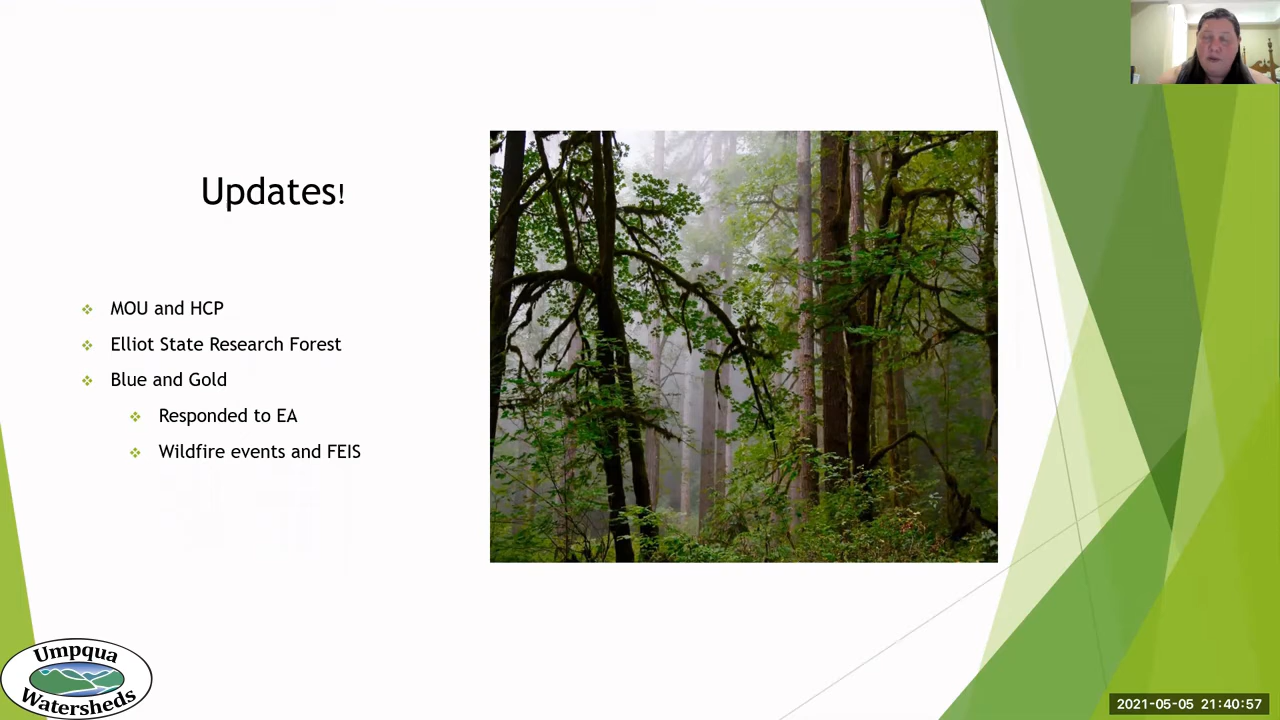 Updates!
MOU and HCP
Elliot State Research Forest
Blue and Gold
Responded to EA
Wildfire events and FEIS
Umpqua
Watersheds
2021-05-05 21:40:57